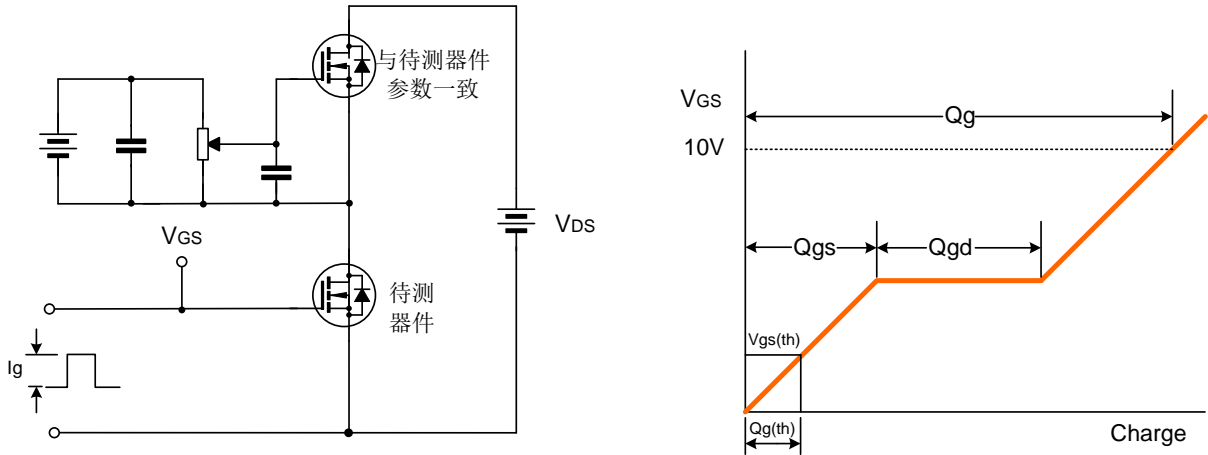 与待测器件
参数一致
VDS
VGS
待测
器件
Ig
VGS
10V
Qg
Qgs
Qgd
Vgs(th)
Qg(th)
Charge